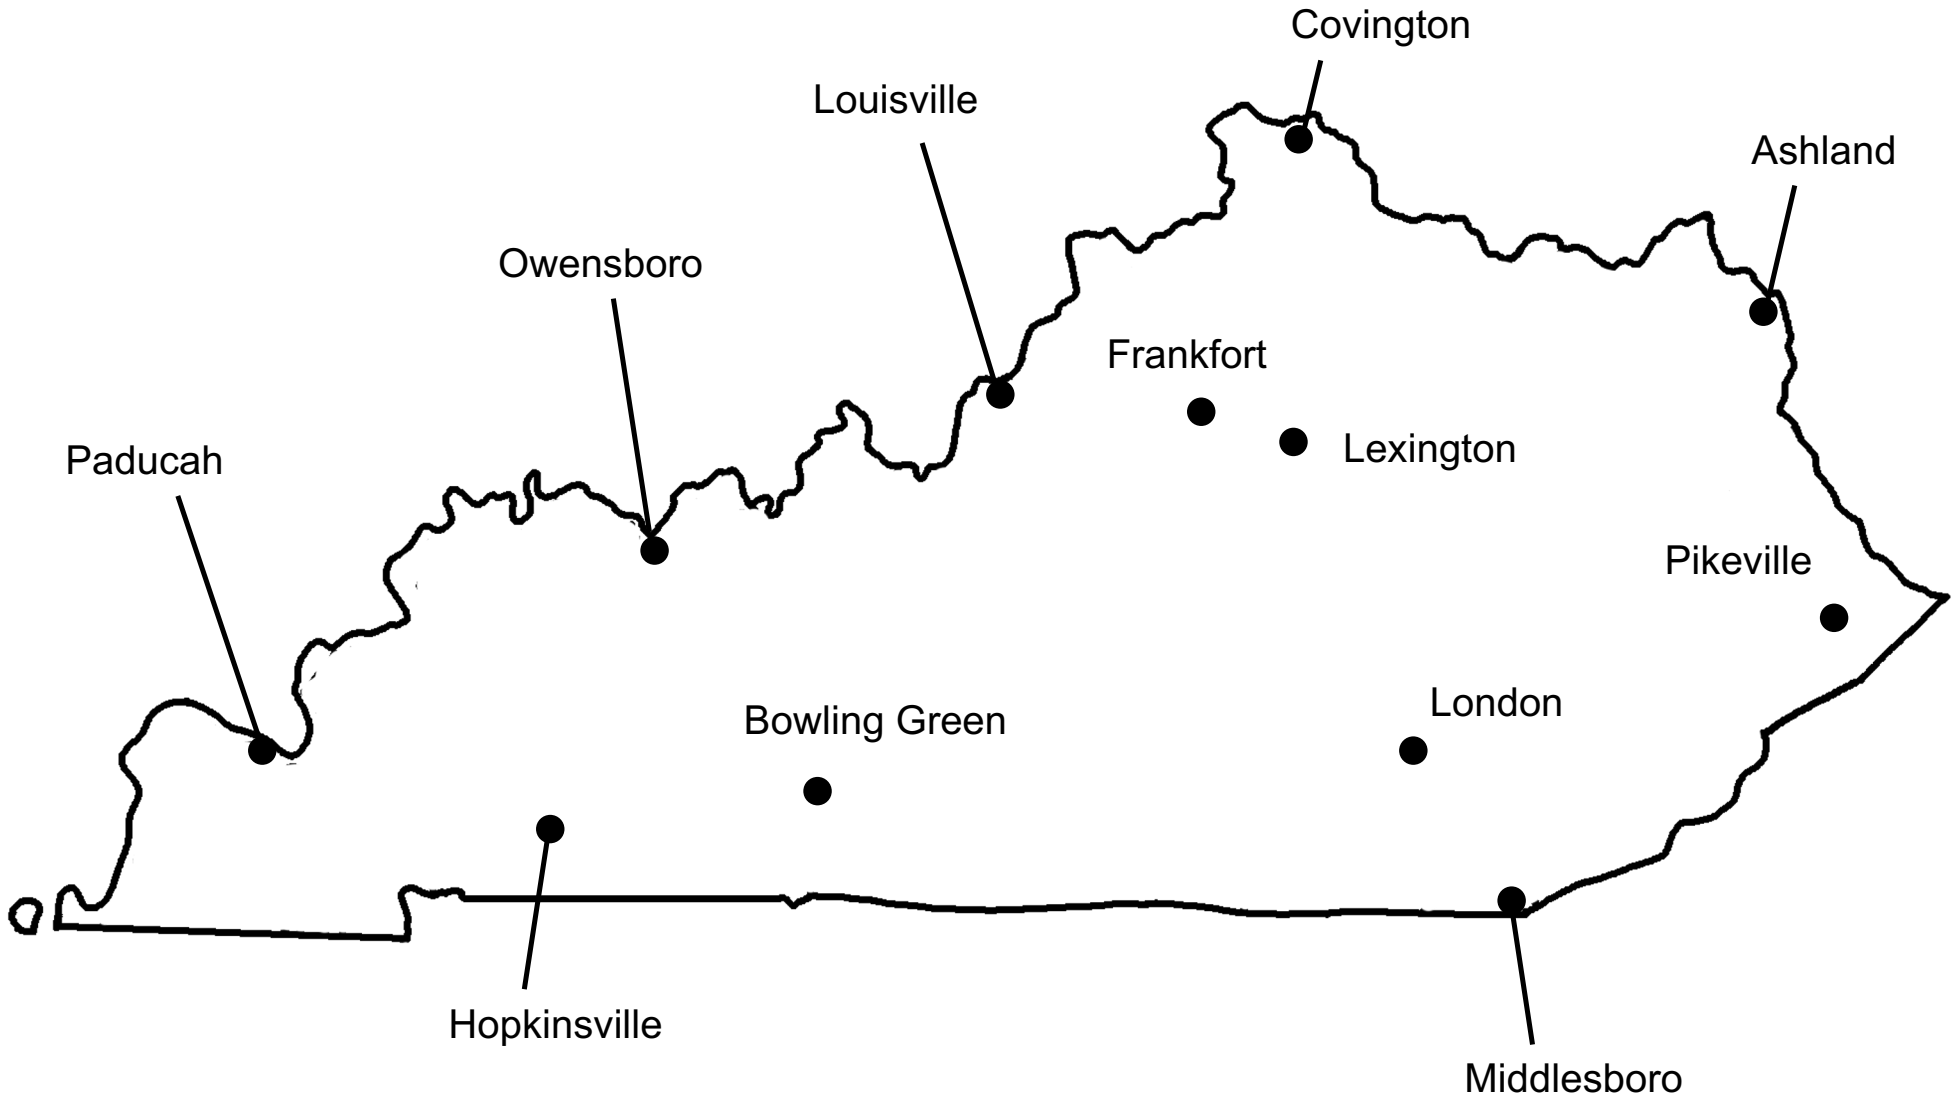 Covington
Louisville
Ashland
Owensboro
Frankfort
Lexington
Paducah
Pikeville
London
Bowling Green
Hopkinsville
Middlesboro